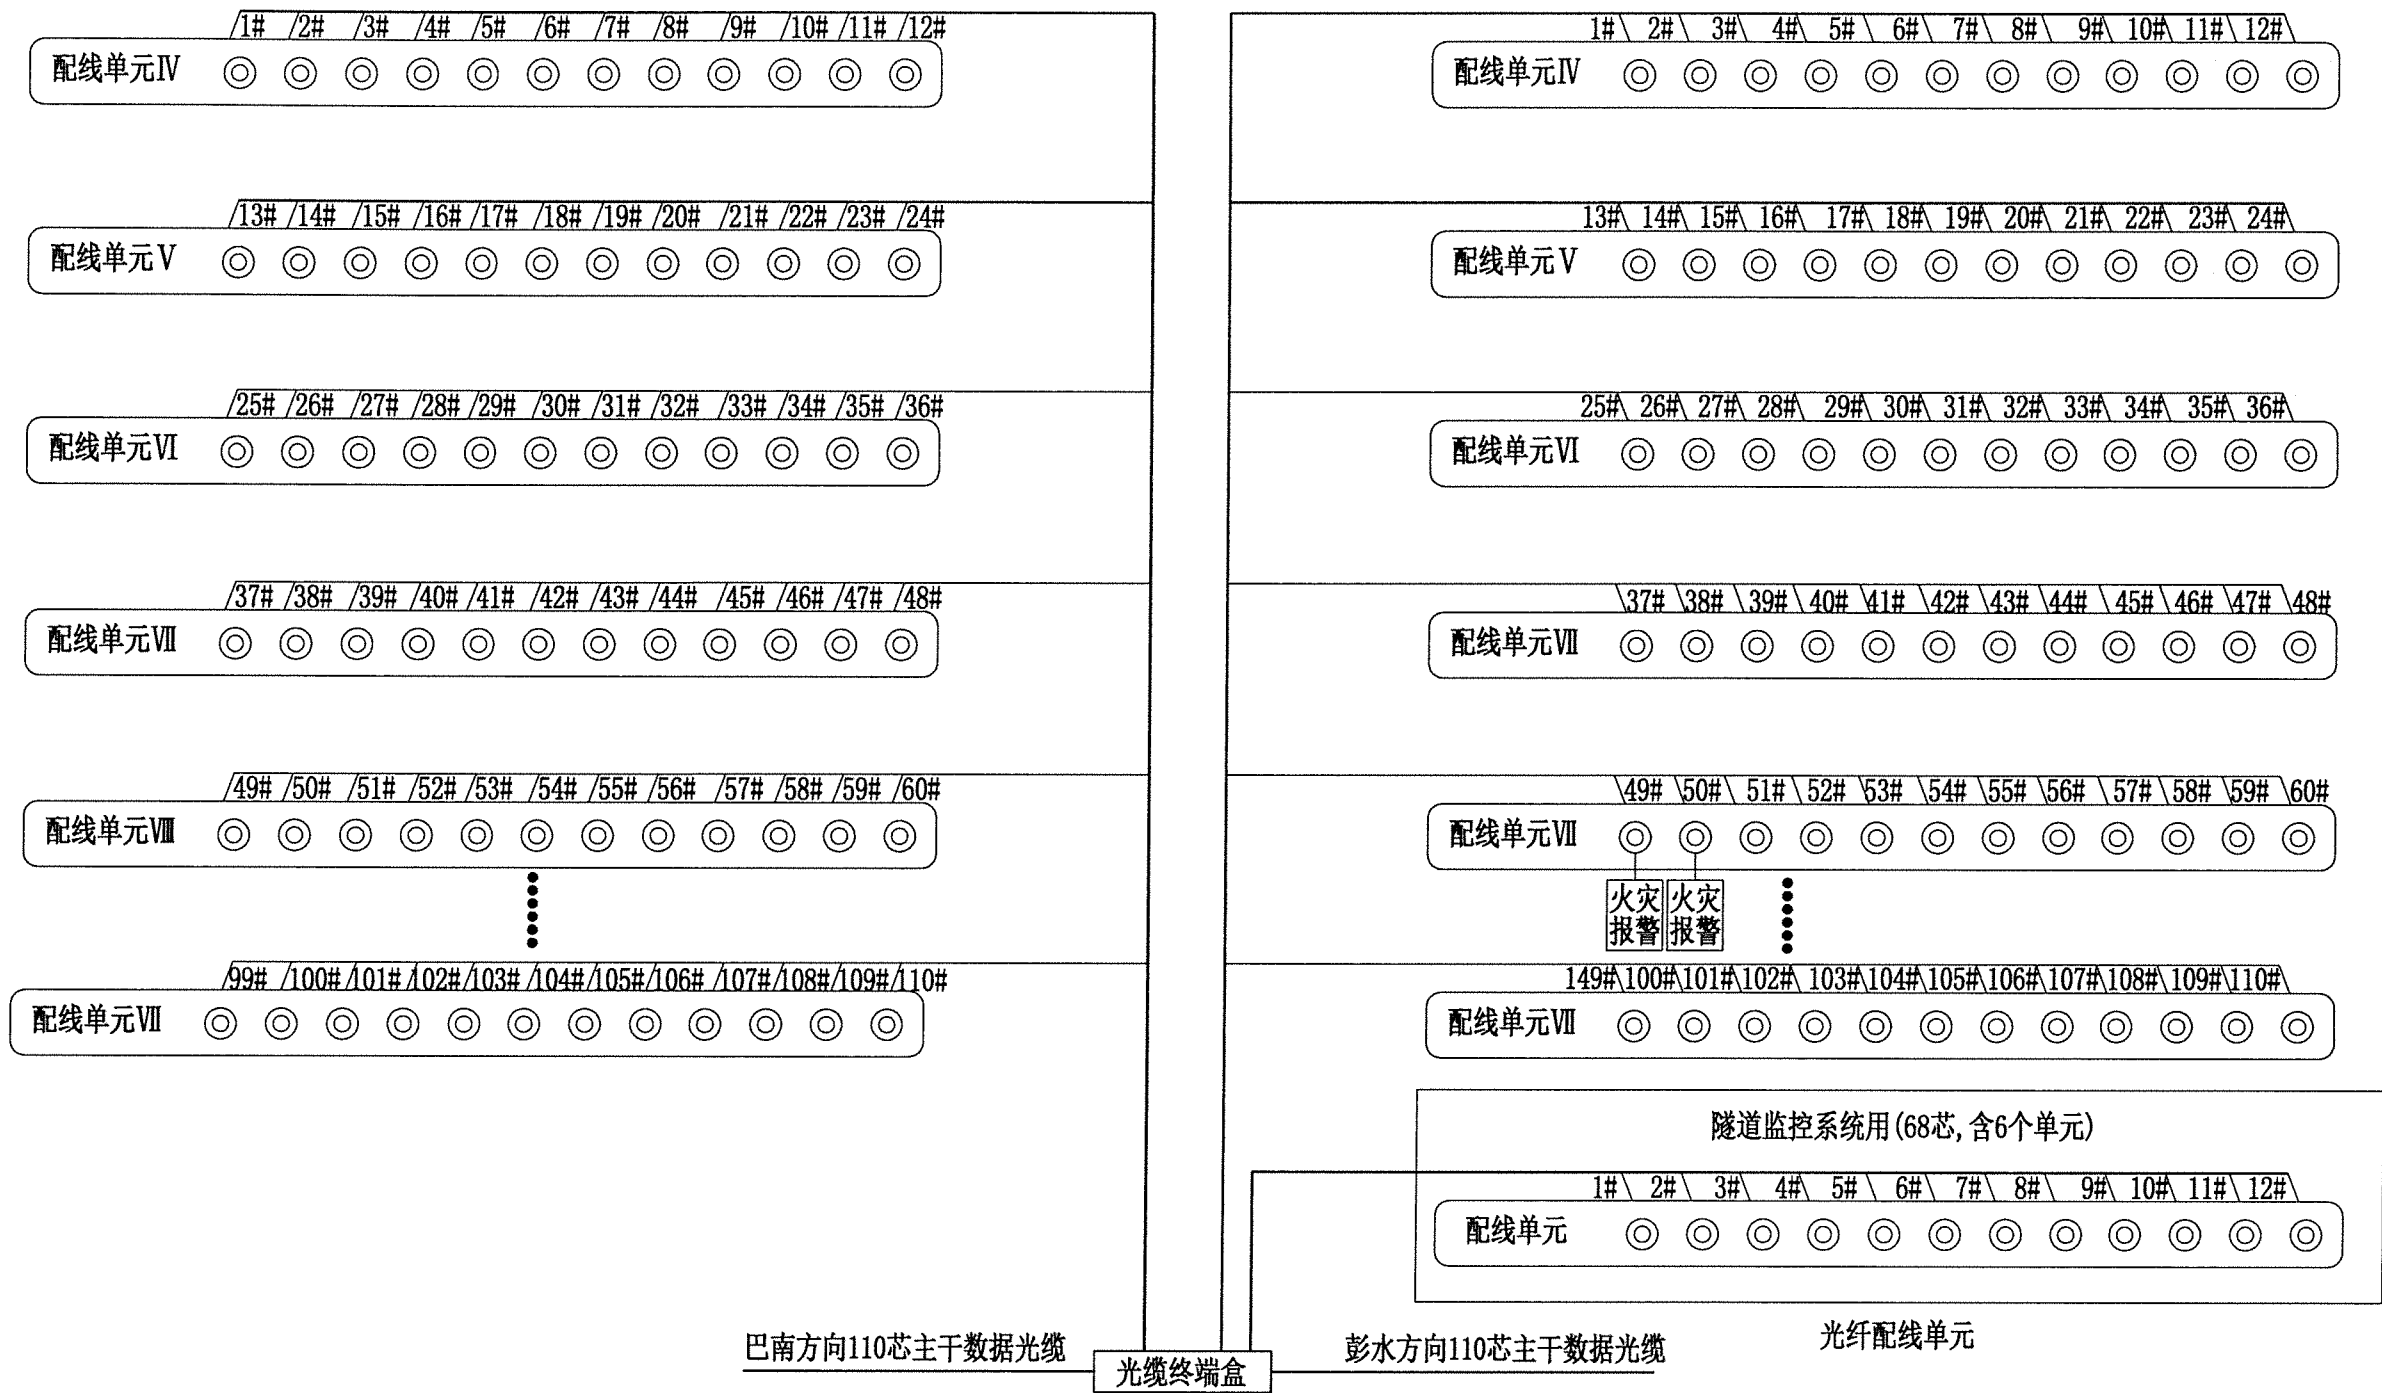 1# 2# 3# 4# 5# 6# 7# 8# 9# 10# 11# 12#
配线单元Ⅳ
13# 14# 15# 16# 17# 18# 19# 20# 21# 22# 23# 24#
配线单元Ⅴ
25# 26# 27# 28# 29# 30# 31# 32# 33# 34# 35# 36#
配线单元Ⅵ
37# 38# 39# 40# 41# 42# 43# 44# 45# 46# 47# 48#
配线单元Ⅶ
49# 50# 51# 52# 53# 54# 55# 56# 57# 58# 59# 60#
配线单元Ⅷ
99# 100# 101# 102# 103# 104# 105# 106# 107# 108# 109# 110#
配线单元Ⅶ
1# 2# 3# 4# 5# 6# 7# 8# 9# 10# 11# 12#
配线单元Ⅳ
13# 14# 15# 16# 17# 18# 19# 20# 21# 22# 23# 24#
配线单元Ⅴ
25# 26# 27# 28# 29# 30# 31# 32# 33# 34# 35# 36#
配线单元Ⅵ
37# 38# 39# 40# 41# 42# 43# 44# 45# 46# 47# 48#
配线单元Ⅶ
49# 50# 51# 52# 53# 54# 55# 56# 57# 58# 59# 60#
配线单元Ⅶ
火灾
报警
火灾
报警
149# 100# 101# 102# 103# 104# 105# 106# 107# 108# 109# 110#
配线单元Ⅶ
隧道监控系统用(68芯,含6个单元)
1# 2# 3# 4# 5# 6# 7# 8# 9# 10# 11# 12#
配线单元
光纤配线单元
巴南方向110芯主干数据光缆
光缆终端盒
彭水方向110芯主干数据光缆